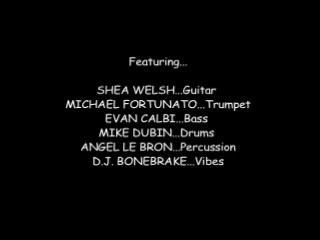 Featuring...
SHEA WELSH...Guitar
MICHAEL FORTUNATO...Trumpet
EVAN CALBI...Bass
MIKE DUBIN...Drums
ANGEL LE BRON...Percussion
D.J. BONEBRAKE...Vibes